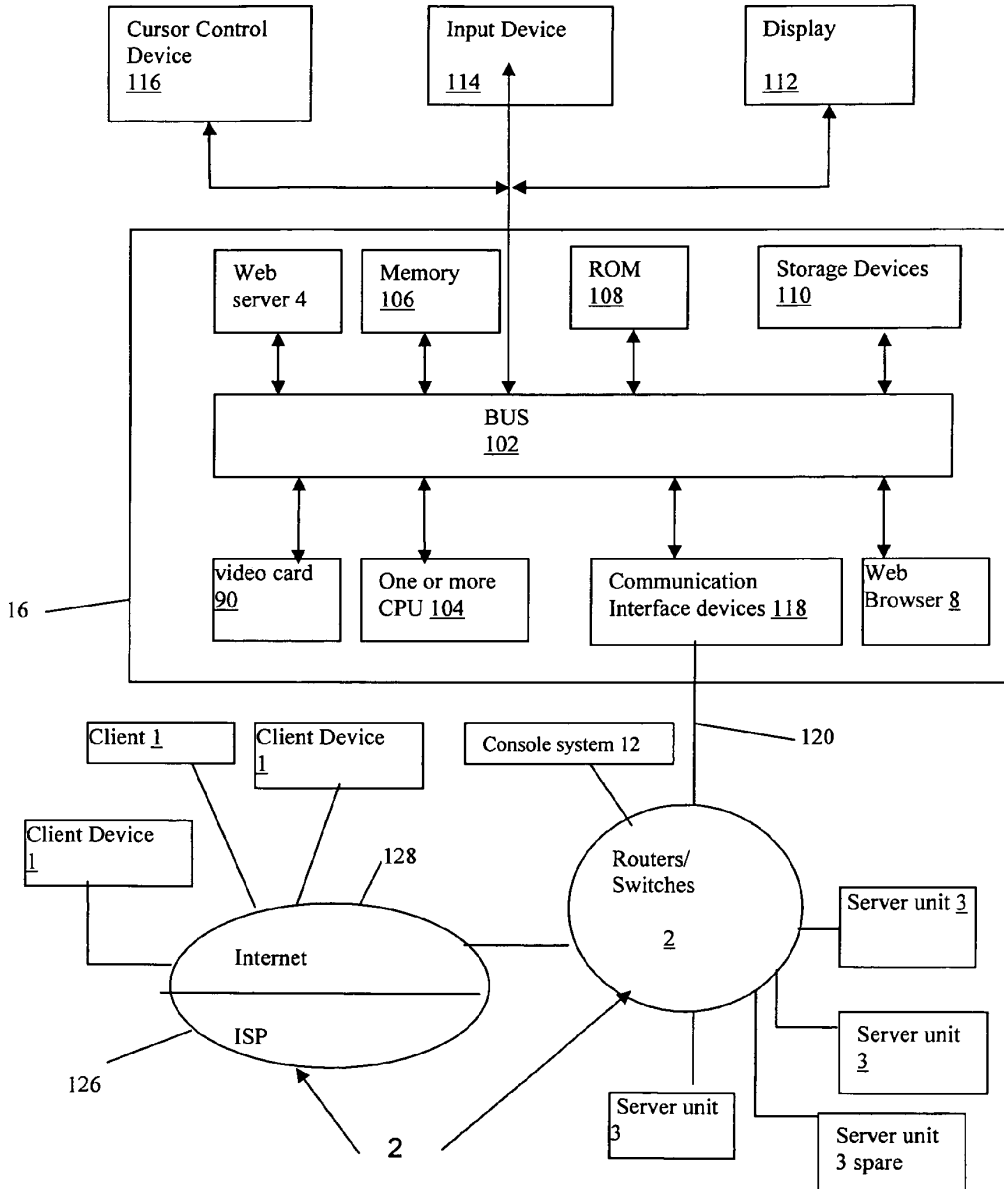 Cursor Control
Device
116
Input Device
114
Display
112
Web
server 4
Memory
106
ROM
108
Storage Devices
110
BUS
102
video card
90
One or more
CPU 104
Communication
Interface devices 118
Web
Browser 8
16
120
Client 1
Client Device
1
Console system 12
Client Device
1
128
Routers/
Switches
2
Internet
ISP
126
Server unit 3
Server unit
3
Server unit
3
Server unit
3 spare
2